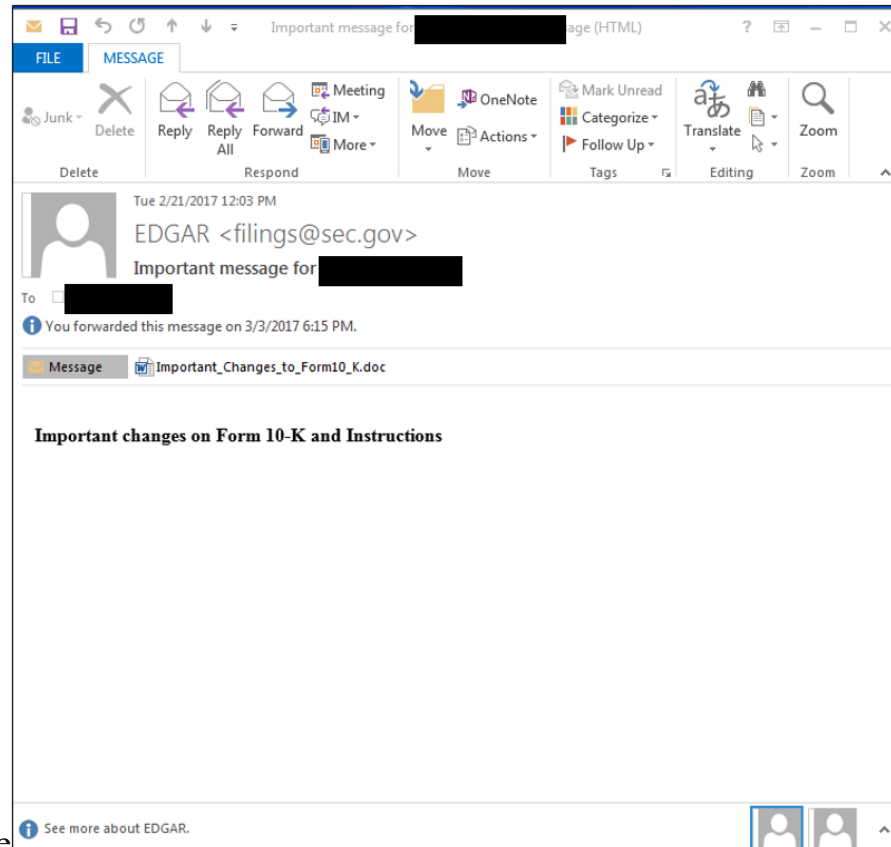 Important message for age (HTML)
FILE MESSAGE
Junk
Delete
Reply
Reply All
Forward
Meeting
IM
More
Move
OneNote
Actions
Mark Unread
Categorize
Follow Up
Translate
Zoom
Delete Respond Move Tags Editing Zoom
Tue 2/21/2017 12:03 PM
EDGAR <filings@sec.gov>
Important message for
To
You forwarded this message on 3/3/2017 6:15 PM.
Message Important_Changes_to_Form10_K.doc
Important changes on Form 10-K and Instructions
See more about EDGAR.